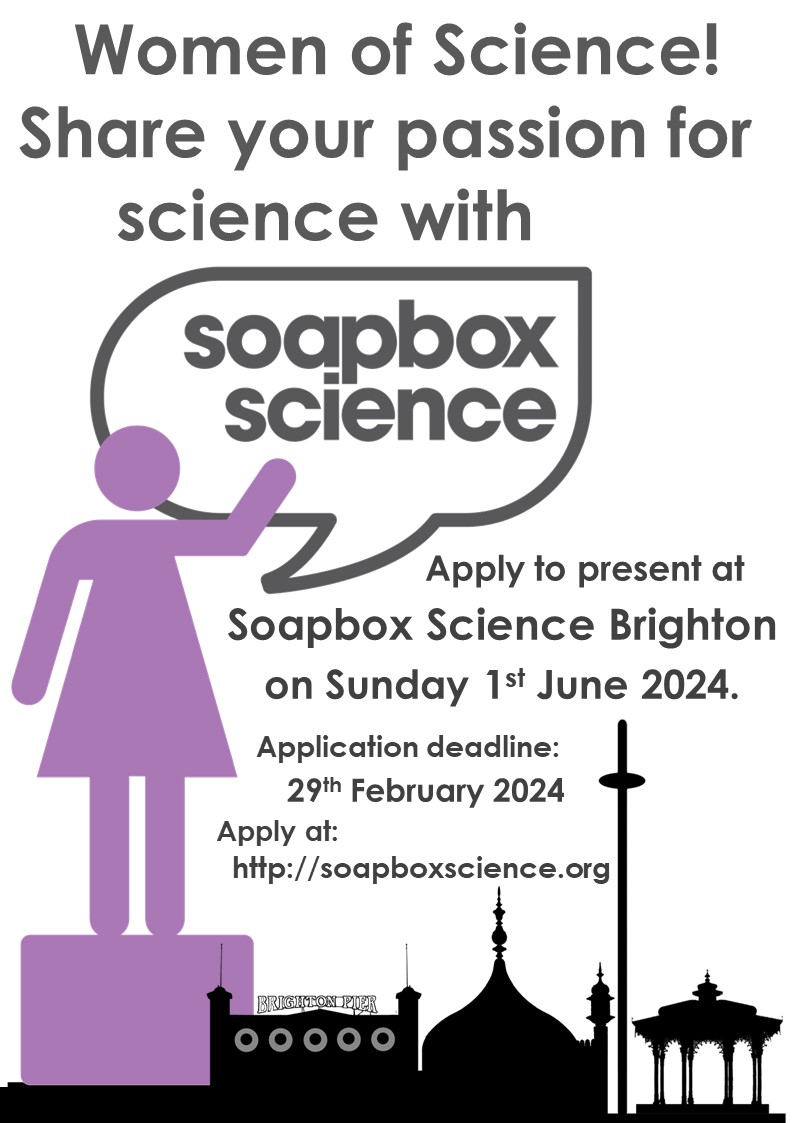 Women of Science!
Share your passion for
science with
soapbox
science
Apply to present at
Soapbox Science Brighton
on Sunday 1st June 2024.
Application deadline:
29th February 2024
Apply at:
http://soapboxscience.org
BRIGHTON PIER